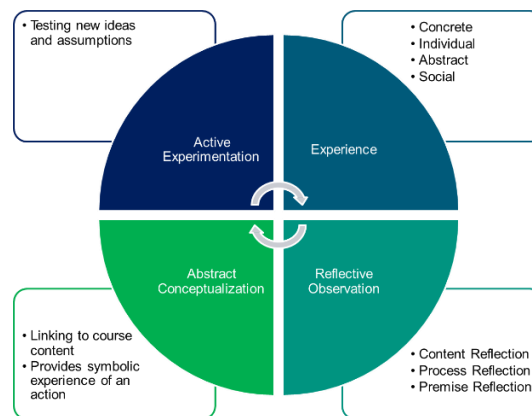 • Testing new ideas
and assumptions
• Concrete
• Individual
• Abstract
• Social
Active
Experimentation
Experience
Abstract
Conceptualization
Reflective
Observation
• Linking to course
content
• Provides symbolic
experience of an
action
• Content Reflection
• Process Reflection
• Premise Reflection